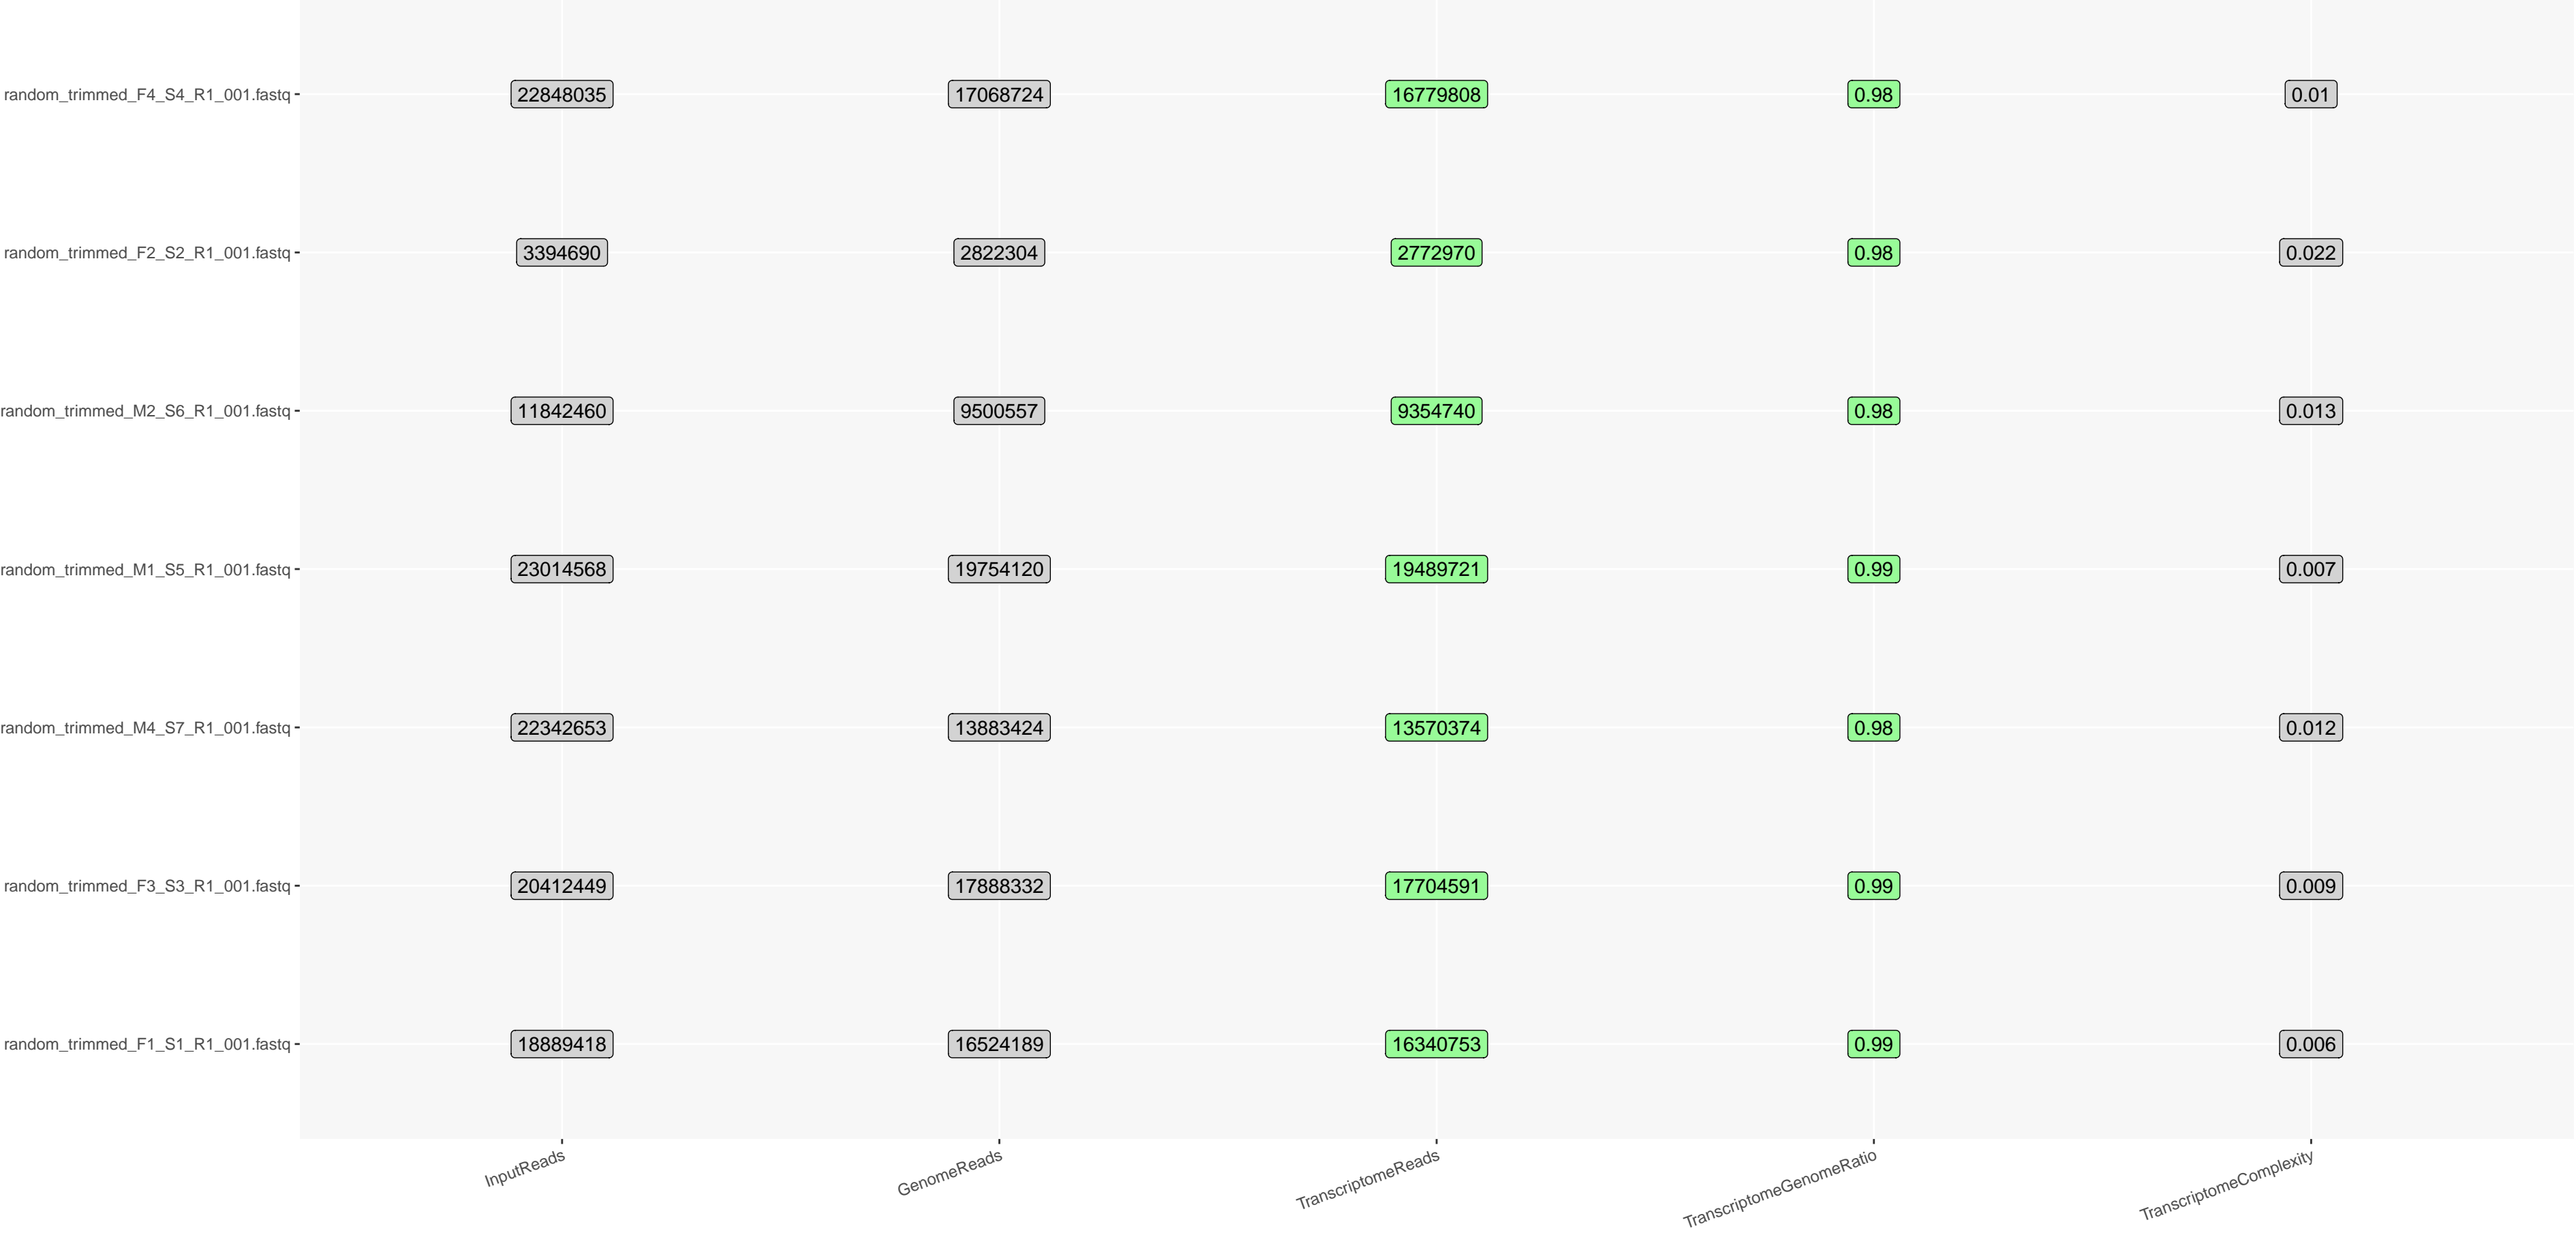 random_trimmed_F4_S4_R1_001.fastq 22848035 17068724 16779808 0.98 0.01
random_trimmed_F2_S2_R1_001.fastq 3394690 2822304 2772970 0.98 0.022
random_trimmed_M2_S6_R1_001.fastq 11842460 9500557 9354740 0.98 0.013
random_trimmed_M1_S5_R1_001.fastq 23014568 19754120 19489721 0.99 0.007
random_trimmed_M4_S7_R1_001.fastq 22342653 13883424 13570374 0.98 0.012
random_trimmed_F3_S3_R1_001.fastq 20412449 17888332 17704591 0.99 0.009
random_trimmed_F1_S1_R1_001.fastq 18889418 16524189 16340753 0.99 0.006
InputReads GenomeReads TranscriptomeReads TranscriptomeGenomeRatio TranscriptomeComplexity